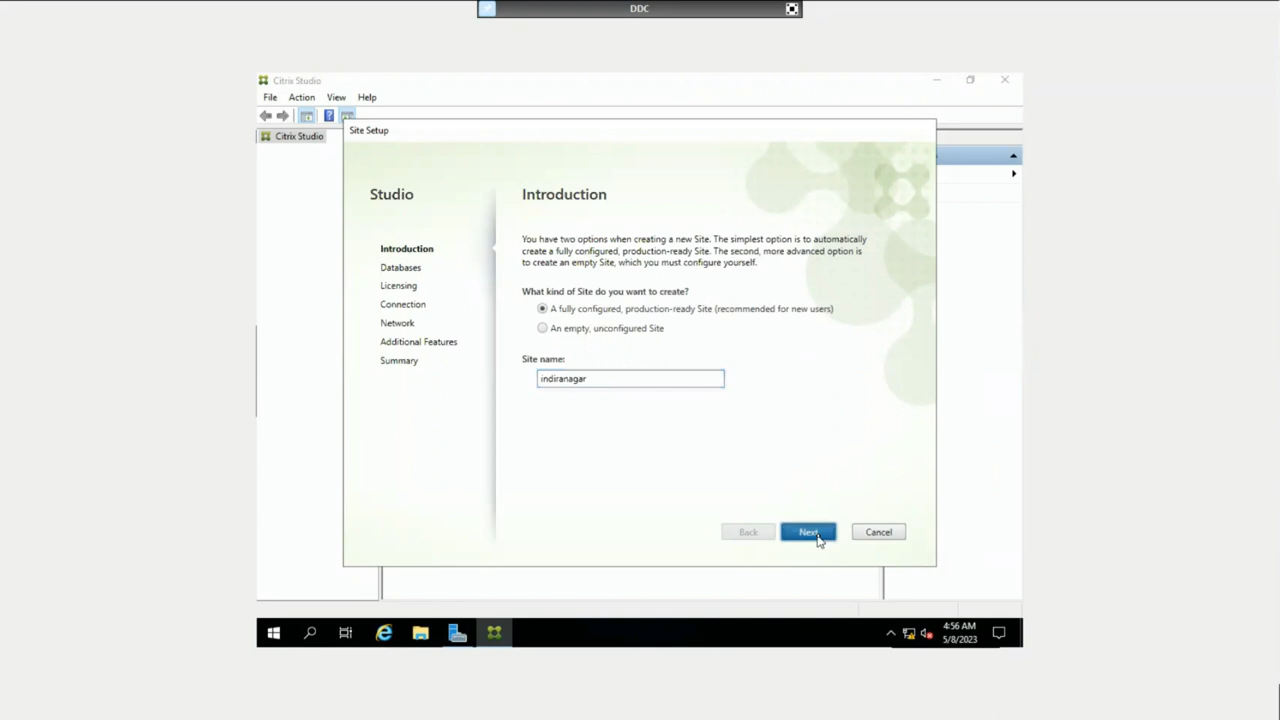 DDC
Citrix Studio
File Action View Help
Citrix Studio
Site Setup
Studio
Introduction
Databases
Licensing
Connection
Network
Additional Features
Summary
Introduction
You have two options when creating a new Site. The simplest option is to automatically
create a fully configured, production-ready Site. The second, more advanced option is
to create an empty Site, which you must configure yourself.
What kind of Site do you want to create?
A fully configured, production-ready Site (recommended for new users)
An empty, unconfigured Site
Site name:
indiranagar
Back Next Cancel
4:56 AM
5/8/2023